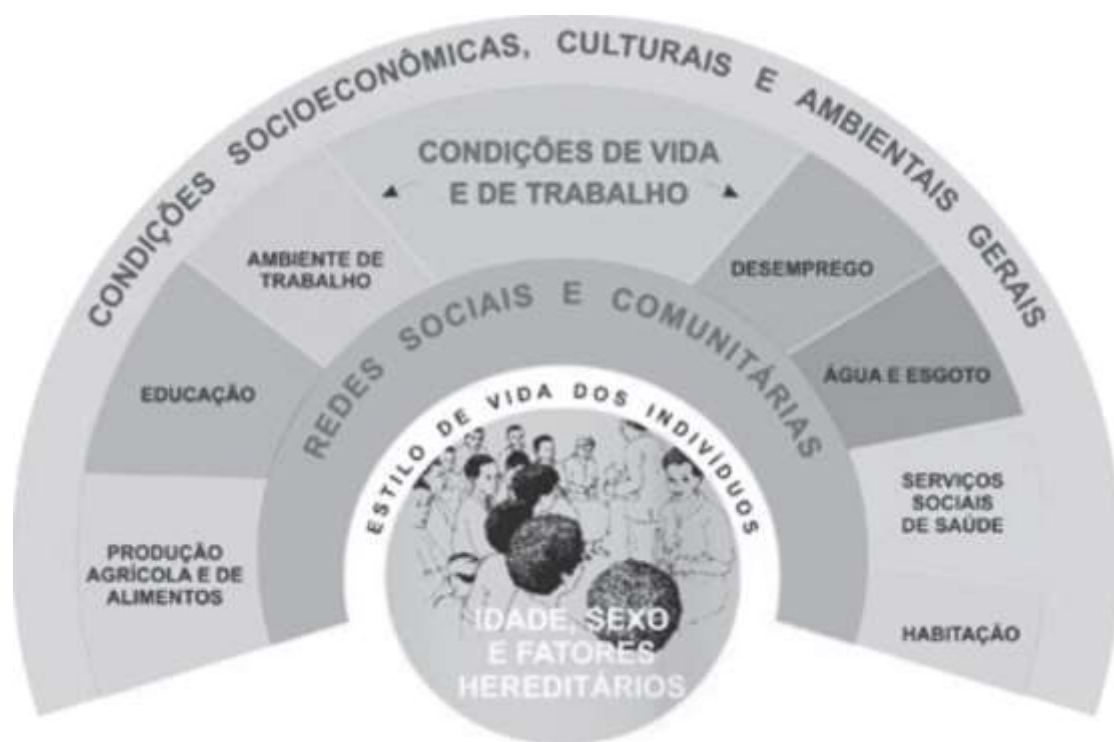 CONDIÇÕES SOCIOECONÔMICAS, CULTURAIS E AMBIENTAIS GERAIS
CONDIÇÕES DE VIDA
E DE TRABALHO
AMBIENTE DE
TRABALHO
DESEMPREGO
EDUCAÇÃO
ÁGUA E ESGOTO
PRODUÇÃO
AGRÍCOLA E DE
ALIMENTOS
SERVIÇOS
SOCIAIS
DE SAÚDE
HABITAÇÃO
REDES SOCIAIS E COMUNITÁRIAS
ESTILO DE VIDA DOS INDIVÍDUOS
IDADE, SEXO
E FATORES
HEREDITÁRIOS